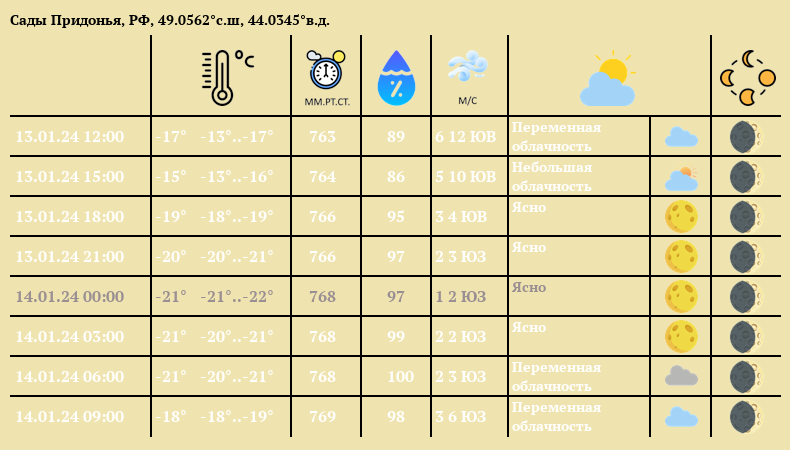 Сады Придонья, РФ, 49.0562°с.ш, 44.0345°в.д.
°C
ММ.РТ.СТ.
%
М/С
13.01.24 12:00 -17° -13°..-17° 763 89 6 12 ЮВ Переменная облачность
13.01.24 15:00 -15° -13°..-16° 764 86 5 10 ЮВ Небольшая облачность
13.01.24 18:00 -19° -18°..-19° 766 95 3 4 ЮВ Ясно
13.01.24 21:00 -20° -20°..-21° 766 97 2 3 ЮЗ Ясно
14.01.24 00:00 -21° -21°..-22° 768 97 1 2 ЮЗ Ясно
14.01.24 03:00 -21° -20°..-21° 768 99 2 2 ЮЗ Ясно
14.01.24 06:00 -21° -20°..-21° 768 100 2 3 ЮЗ Переменная облачность
14.01.24 09:00 -18° -18°..-19° 769 98 3 6 ЮЗ Переменная облачность